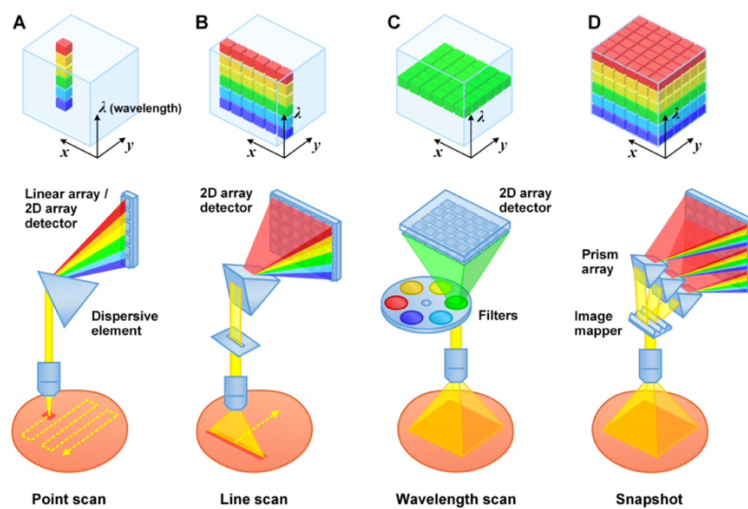 A
B
C
D
λ (wavelength)
λ
λ
λ
x
y
x
y
x
y
x
y
Linear array /
2D array
detector
2D array
detector
2D array
detector
Prism
array
Dispersive
element
Filters
Image
mapper
Point scan
Line scan
Wavelength scan
Snapshot